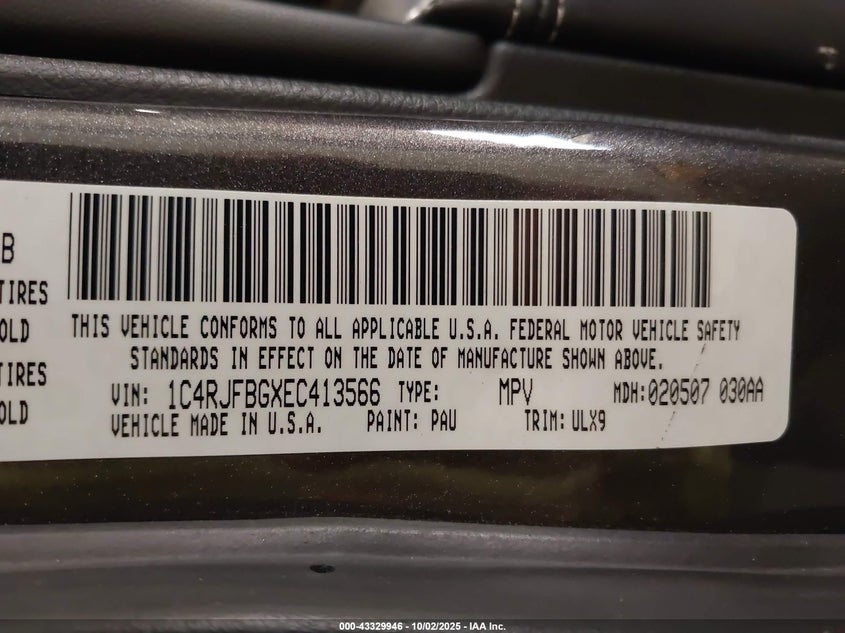 B
TIRES
OLD
TIRES
OLD
THIS VEHICLE CONFORMS TO ALL APPLICABLE U.S.A. FEDERAL MOTOR VEHICLE SAFETY
STANDARDS IN EFFECT ON THE DATE OF MANUFACTURE SHOWN ABOVE.
VIN: 1C4RJFBGXEC413566 TYPE: MPV MDH: 020507 030AA
VEHICLE MADE IN U.S.A. PAINT: PAU TRIM: ULX9
000-43329946 - 10/02/2025 - IAA Inc.